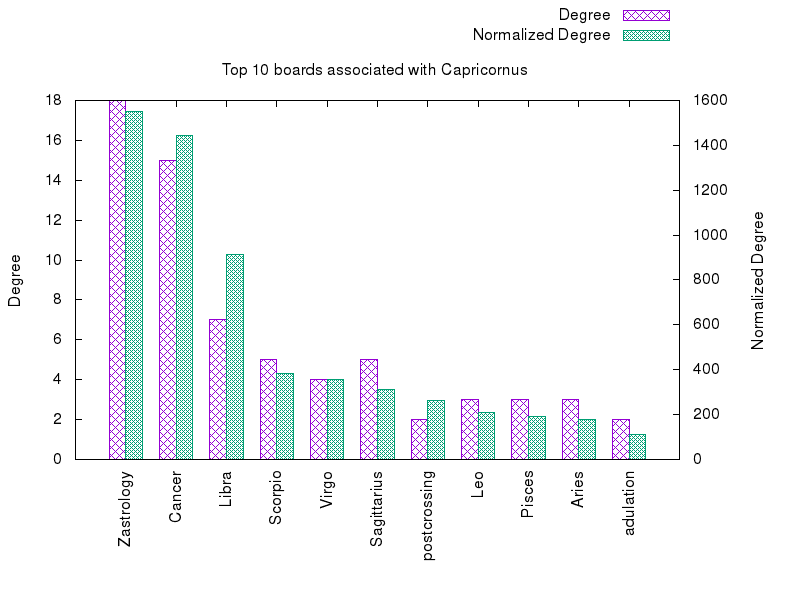 Degree
Normalized Degree
Top 10 boards associated with Capricornus
18
16
14
12
10
8
6
4
2
0
Degree
1600
1400
1200
1000
800
600
400
200
0
Normalized Degree
Zastrology
Cancer
Libra
Scorpio
Virgo
Sagittarius
postcrossing
Leo
Pisces
Aries
adulation